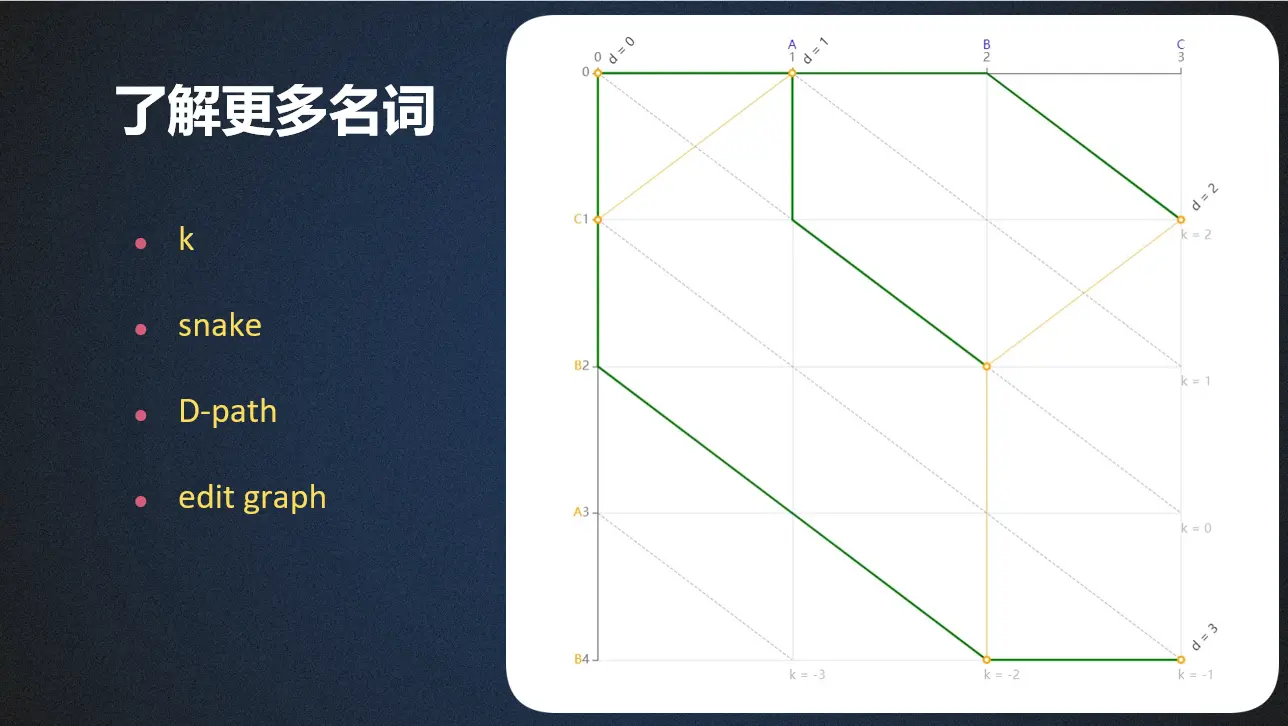 了解更多名词
k
snake
D-path
edit graph
A B C
0 d = 0 1 d = 1 2 3
0
d = 2
C1
k = 2
B2
k = 1
A3
k = 0
d = 3
B4
k = -3 k = -2 k = -1